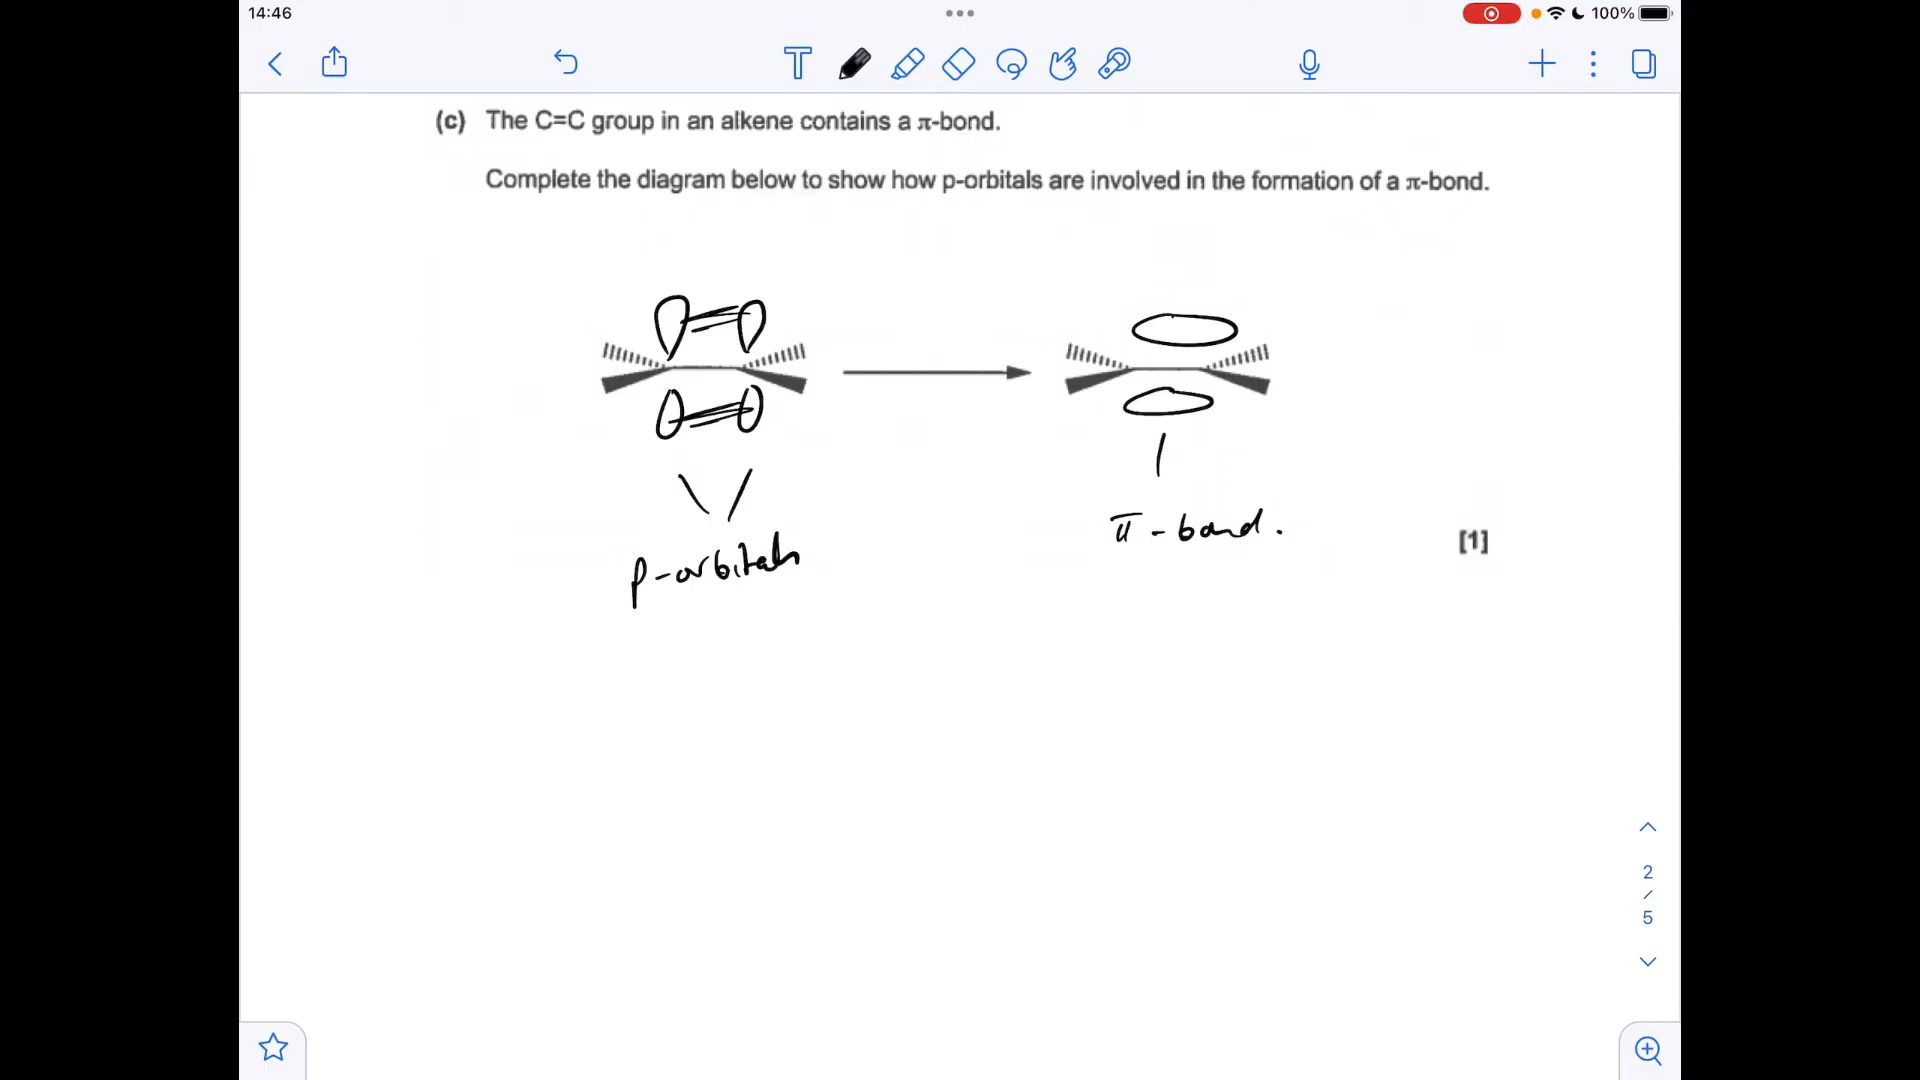 14:46
100%
(c) The C=C group in an alkene contains a π-bond.
Complete the diagram below to show how p-orbitals are involved in the formation of a π-bond.
π-bond.
[1]
p-orbitals
2
/
5